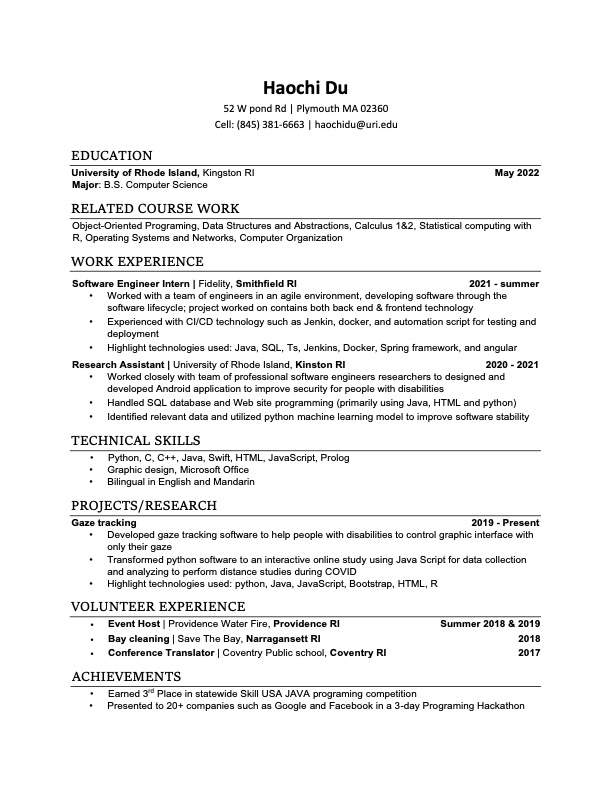 Haochi Du
52 W pond Rd | Plymouth MA 02360
Cell: (845) 381-6663 | haochidu@uri.edu
EDUCATION
University of Rhode Island, Kingston RI May 2022
Major: B.S. Computer Science
RELATED COURSE WORK
Object-Oriented Programing, Data Structures and Abstractions, Calculus 1&2, Statistical computing with
R, Operating Systems and Networks, Computer Organization
WORK EXPERIENCE
Software Engineer Intern | Fidelity, Smithfield RI 2021 - summer
• Worked with a team of engineers in an agile environment, developing software through the
software lifecycle; project worked on contains both back end & frontend technology
• Experienced with CI/CD technology such as Jenkin, docker, and automation script for testing and
deployment
• Highlight technologies used: Java, SQL, Ts, Jenkins, Docker, Spring framework, and angular
Research Assistant | University of Rhode Island, Kinston RI 2020 - 2021
• Worked closely with team of professional software engineers researchers to designed and
developed Android application to improve security for people with disabilities
• Handled SQL database and Web site programming (primarily using Java, HTML and python)
• Identified relevant data and utilized python machine learning model to improve software stability
TECHNICAL SKILLS
• Python, C, C++, Java, Swift, HTML, JavaScript, Prolog
• Graphic design, Microsoft Office
• Bilingual in English and Mandarin
PROJECTS/RESEARCH
Gaze tracking 2019 - Present
• Developed gaze tracking software to help people with disabilities to control graphic interface with
only their gaze
• Transformed python software to an interactive online study using Java Script for data collection
and analyzing to perform distance studies during COVID
• Highlight technologies used: python, Java, JavaScript, Bootstrap, HTML, R
VOLUNTEER EXPERIENCE
• Event Host | Providence Water Fire, Providence RI Summer 2018 & 2019
• Bay cleaning | Save The Bay, Narragansett RI 2018
• Conference Translator | Coventry Public school, Coventry RI 2017
ACHIEVEMENTS
• Earned 3rd Place in statewide Skill USA JAVA programing competition
• Presented to 20+ companies such as Google and Facebook in a 3-day Programing Hackathon